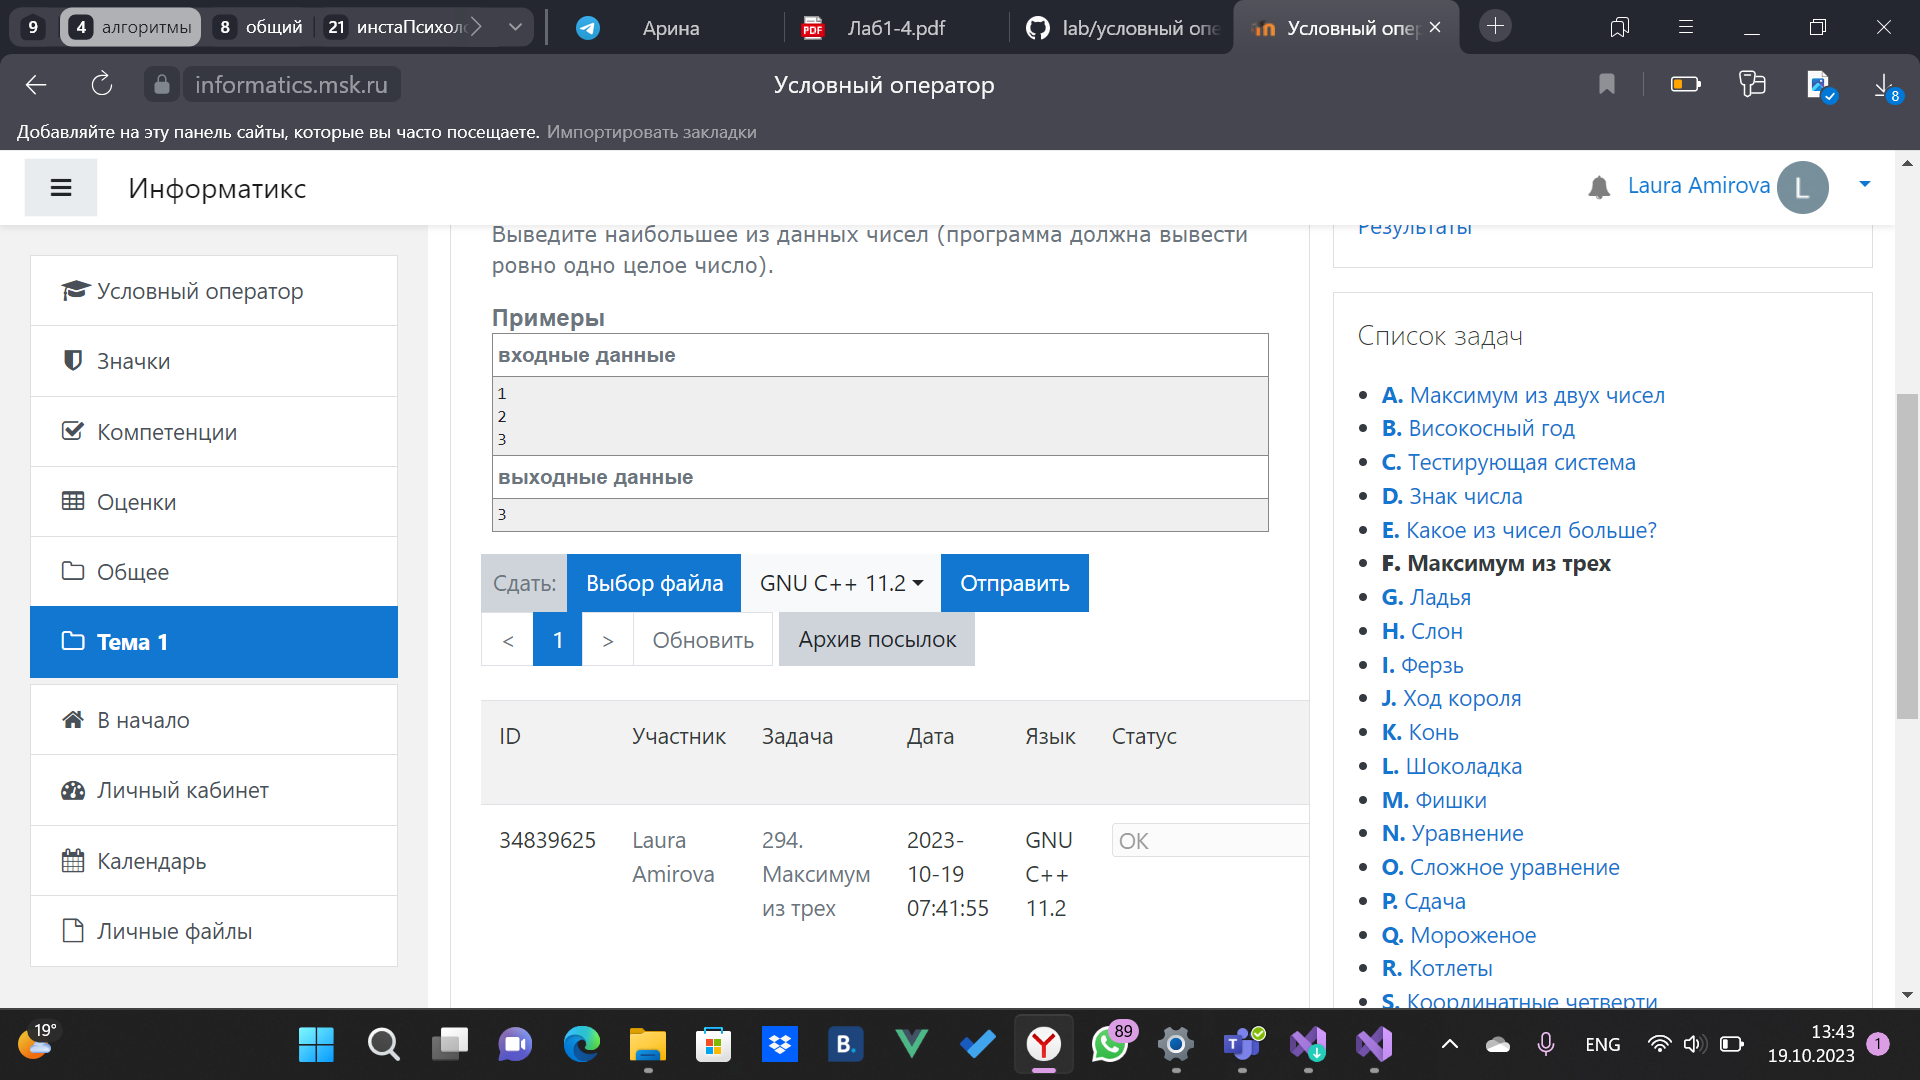 9
4 алгоритмы
8 общий
21 инстаПсихол
Арина
Лаб1-4.pdf
lab/условный опе
Условный опер
informatics.msk.ru
Условный оператор
8
Добавляйте на эту панель сайты, которые вы часто посещаете. Импортировать закладки
Информатикс
Laura Amirova
L
Условный оператор
Значки
Компетенции
Оценки
Общее
Тема 1
В начало
Личный кабинет
Календарь
Личные файлы
Выведите наибольшее из данных чисел (программа должна вывести
ровно одно целое число).
Примеры
входные данные
1
2
3
выходные данные
3
Сдать: Выбор файла GNU C++ 11.2 Отправить
< 1 > Обновить Архив посылок
ID Участник Задача Дата Язык Статус
34839625 Laura 294. 2023- GNU OK
Amirova Максимум 10-19 C++
из трех 07:41:55 11.2
Результаты
Список задач
A. Максимум из двух чисел
B. Високосный год
C. Тестирующая система
D. Знак числа
E. Какое из чисел больше?
F. Максимум из трех
G. Ладья
H. Слон
I. Ферзь
J. Ход короля
K. Конь
L. Шоколадка
M. Фишки
N. Уравнение
O. Сложное уравнение
P. Сдача
Q. Мороженое
R. Котлеты
S. Координатные четверти
19°
B.
89
ENG
13:43
19.10.2023
1